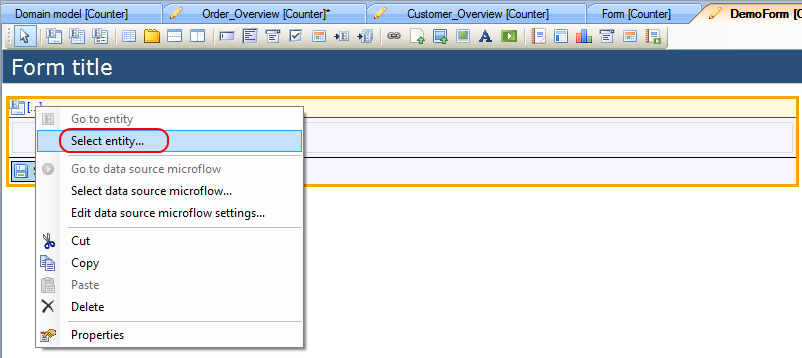 Domain model [Counter]
Order_Overview [Counter]*
Customer_Overview [Counter]
Form [Counter]
DemoForm [Co
Form title
[..]
Go to entity
Select entity...
Go to data source microflow
Select data source microflow...
Edit data source microflow settings...
Cut
Copy
Paste
Delete
Properties